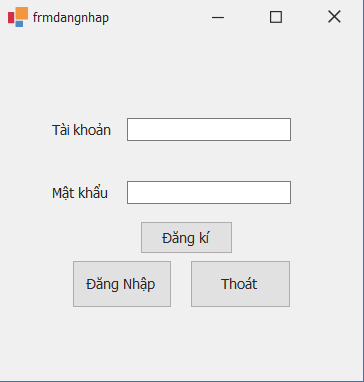 frmdangnhap
Tài khoản
Mật khẩu
Đăng kí
Đăng Nhập
Thoát